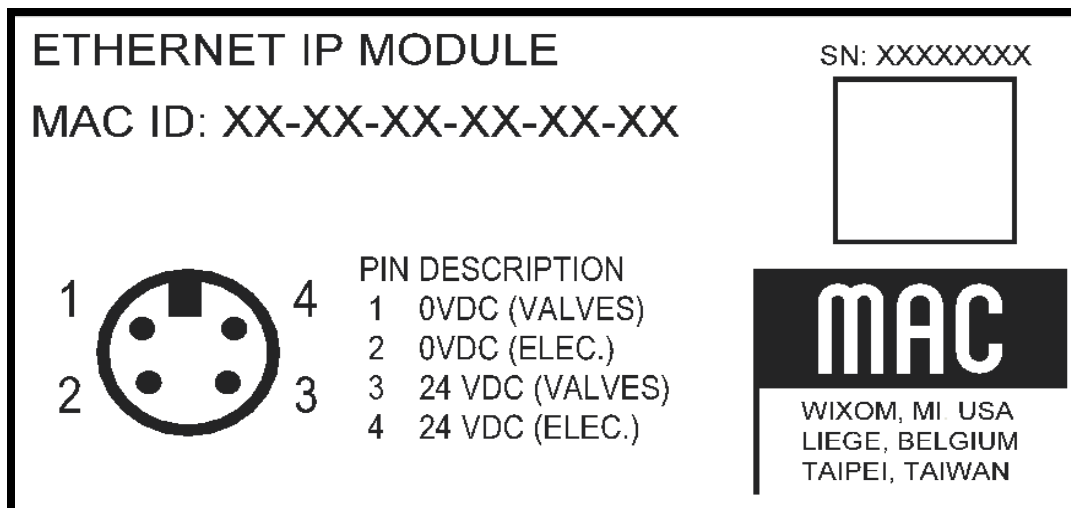 ETHERNET IP MODULE
SN: XXXXXXXX
MAC ID: XX-XX-XX-XX-XX-XX
1
4
2
3
PIN DESCRIPTION
1 0VDC (VALVES)
2 0VDC (ELEC.)
3 24 VDC (VALVES)
4 24 VDC (ELEC.)
MAC
WIXOM, MI USA
LIEGE, BELGIUM
TAIPEI, TAIWAN